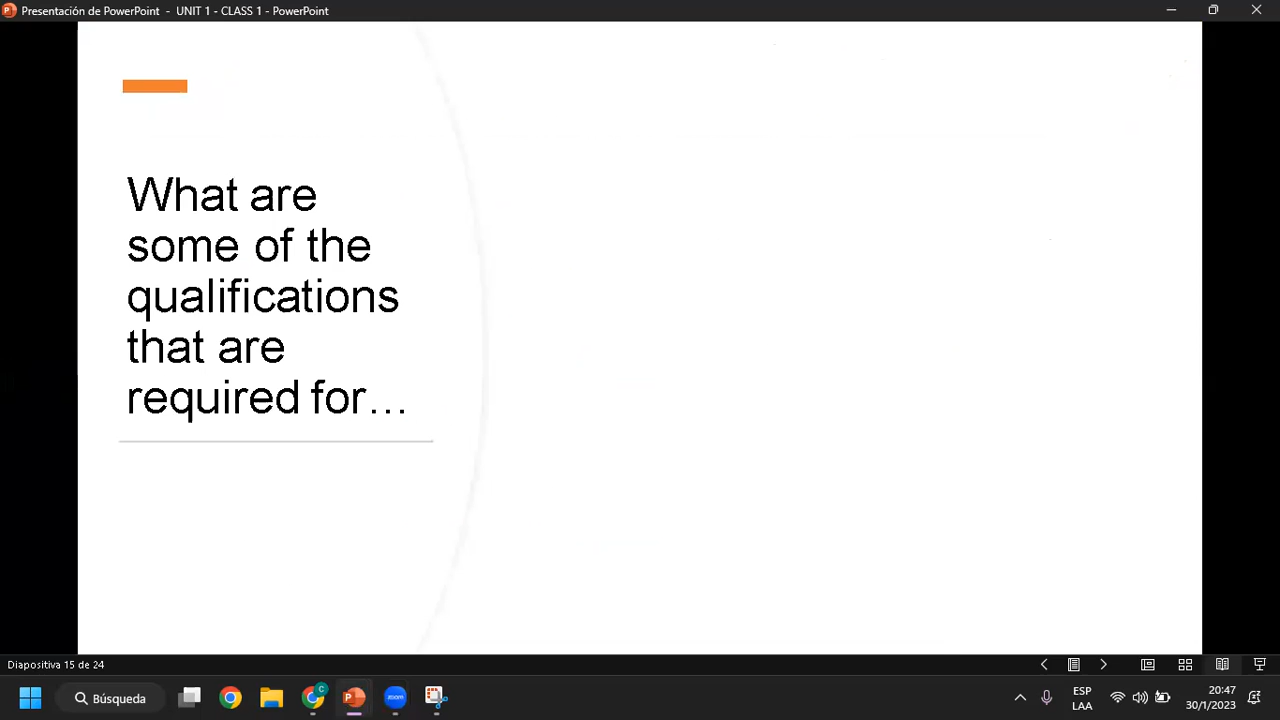 Presentación de PowerPoint - UNIT 1 - CLASS 1 - PowerPoint
What are
some of the
qualifications
that are
required for…
Diapositiva 15 de 24
Búsqueda
C
zoom
ESP
LAA
20:47
30/1/2023